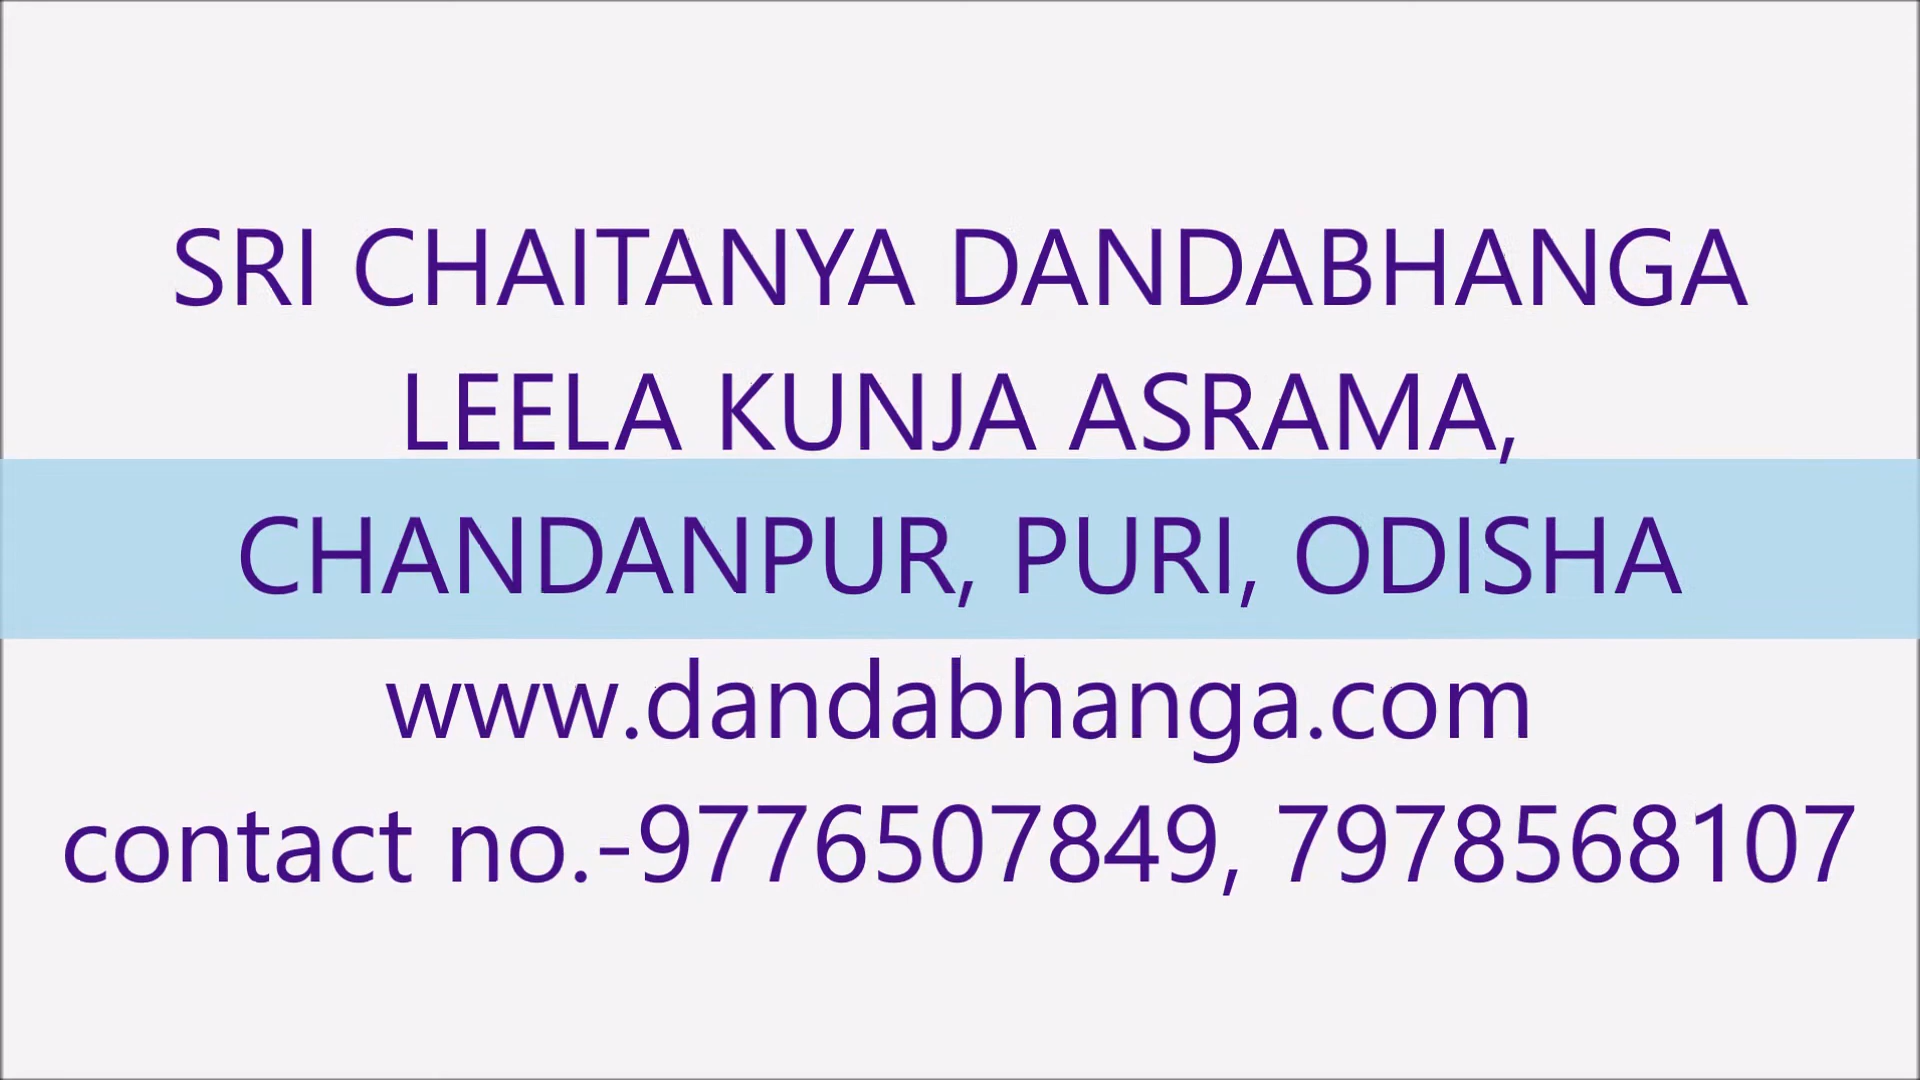 SRI CHAITANYA DANDABHANGA
LEELA KUNJA ASRAMA,
CHANDANPUR, PURI, ODISHA
www.dandabhanga.com
contact no.-9776507849, 7978568107